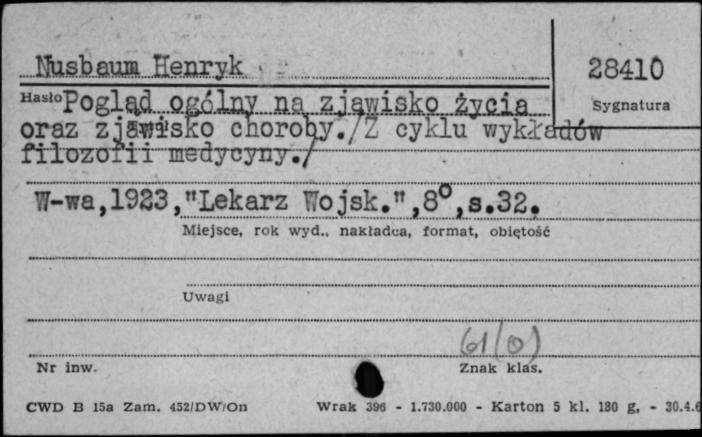 Nusbaum Henryk
28410
Hasło Pogląd ogólny na zjawisko życia
Sygnatura
oraz zjawisko choroby./Z cyklu wykładów
filozofii medycyny./
W-wa,1923,"Lekarz Wojsk.",8°,s.32.
Miejsce, rok wyd., nakładca, format, objętość
Uwagi
61(0)
Nr inw.
Znak klas.
CWD B 15a Zam. 452/DW/On Wrak 396 - 1.730.000 - Karton 5 kl. 180 g, - 30.4.6